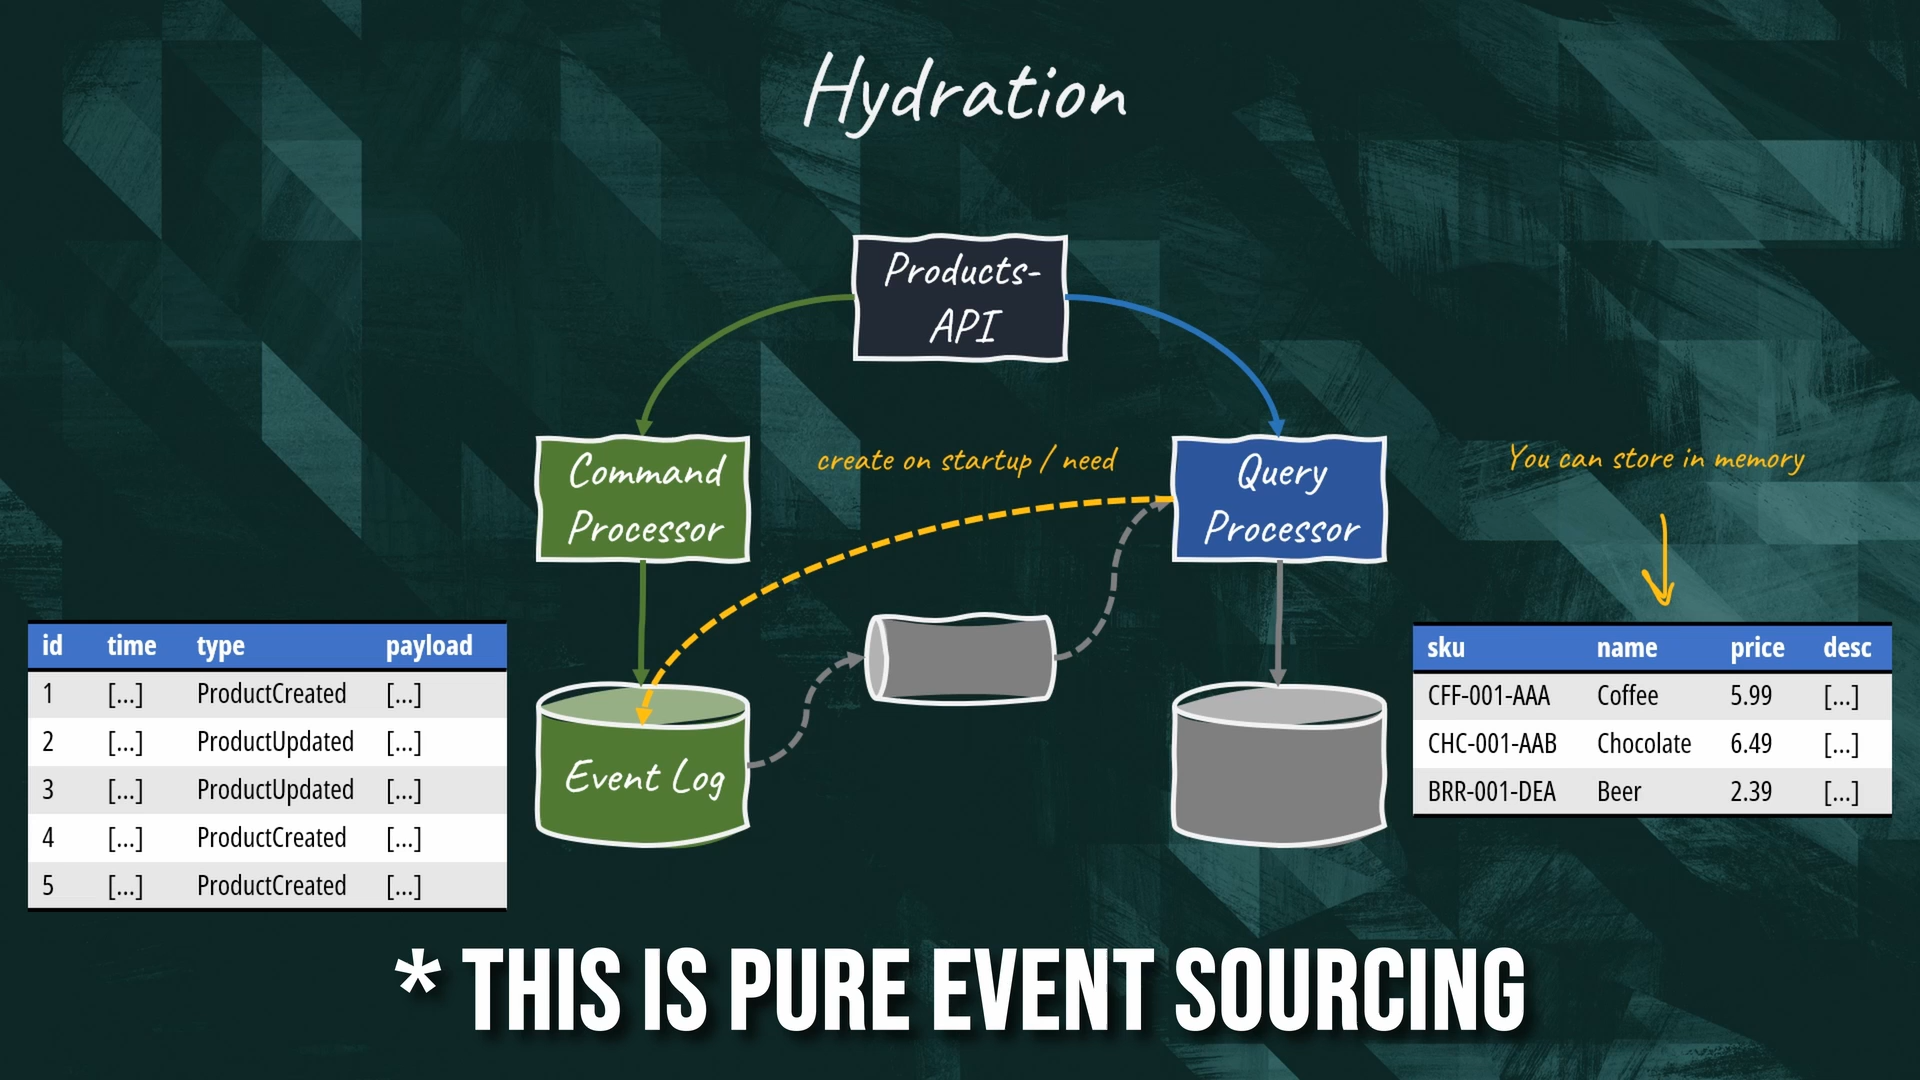 Hydration
Products-
API
Command
Processor
create on startup / need
Query
Processor
You can store in memory
id time type payload
1 [...] ProductCreated [...]
2 [...] ProductUpdated [...]
3 [...] ProductUpdated [...]
4 [...] ProductCreated [...]
5 [...] ProductCreated [...]
Event Log
sku name price desc
CFF-001-AAA Coffee 5.99 [...]
CHC-001-AAB Chocolate 6.49 [...]
BRR-001-DEA Beer 2.39 [...]
* THIS IS PURE EVENT SOURCING